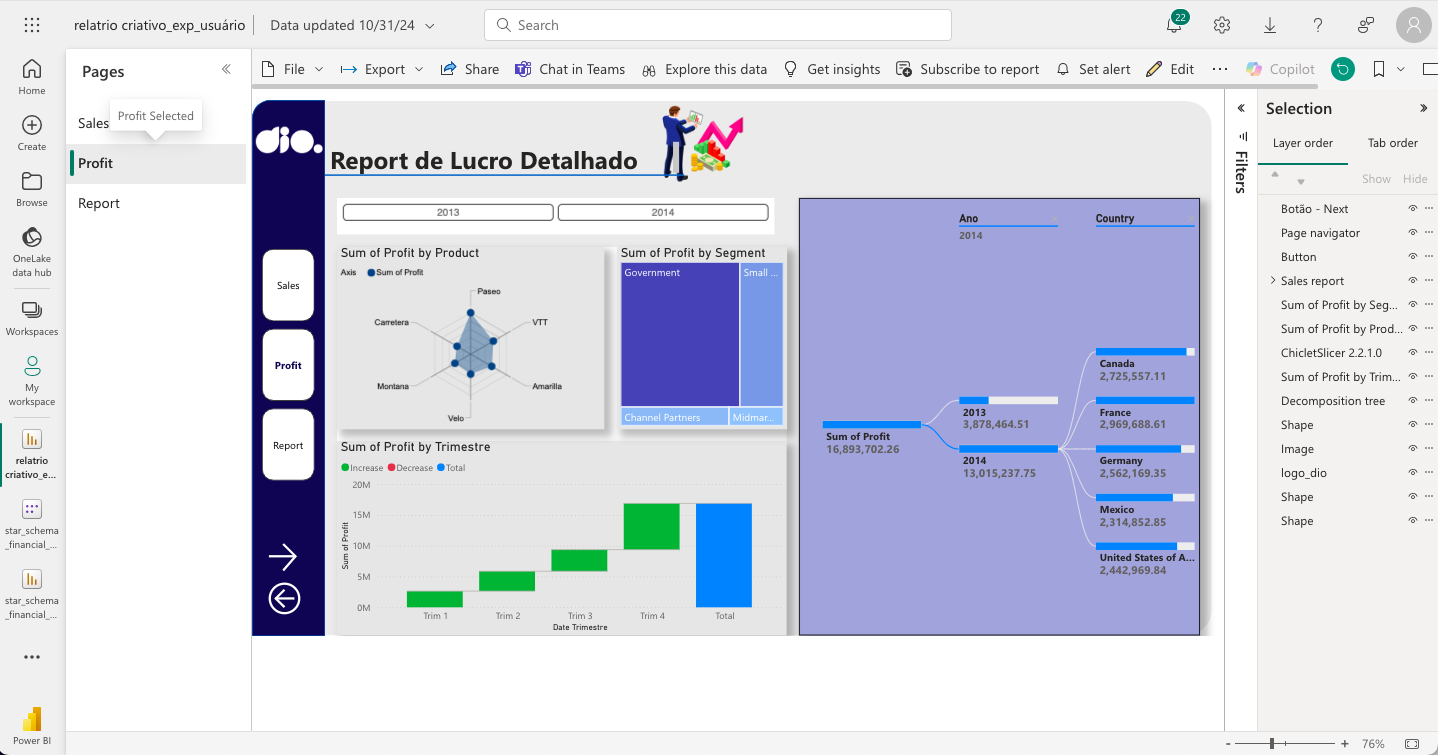 relatrio criativo_exp_usuário
Data updated 10/31/24
Search
22
Home
Create
Browse
OneLake
data hub
Workspaces
My
workspace
relatrio
criativo_e...
star_schema
_financial_...
star_schema
_financial_...
Power BI
Pages
Sales
Profit Selected
Profit
Report
File
Export
Share
Chat in Teams
Explore this data
Get insights
Subscribe to report
Set alert
Edit
Copilot
dio.
Report de Lucro Detalhado
Sales
Profit
Report
2013
2014
Sum of Profit by Product
Axis
Sum of Profit
Paseo
VTT
Amarilla
Velo
Montana
Carretera
Sum of Profit by Segment
Government
Small ...
Channel Partners
Midmar...
Sum of Profit by Trimestre
Increase
Decrease
Total
20M
15M
10M
5M
0M
Sum of Profit
Trim 1
Trim 2
Trim 3
Trim 4
Total
Date Trimestre
Ano
2014
Country
Sum of Profit
16,893,702.26
2013
3,878,464.51
2014
13,015,237.75
Canada
2,725,557.11
France
2,969,688.61
Germany
2,562,169.35
Mexico
2,314,852.85
United States of A...
2,442,969.84
Filters
Selection
Layer order
Tab order
Show
Hide
Botão - Next
Page navigator
Button
Sales report
Sum of Profit by Seg...
Sum of Profit by Prod...
ChicletSlicer 2.2.1.0
Sum of Profit by Trim...
Decomposition tree
Shape
Image
logo_dio
Shape
Shape
- + 76%